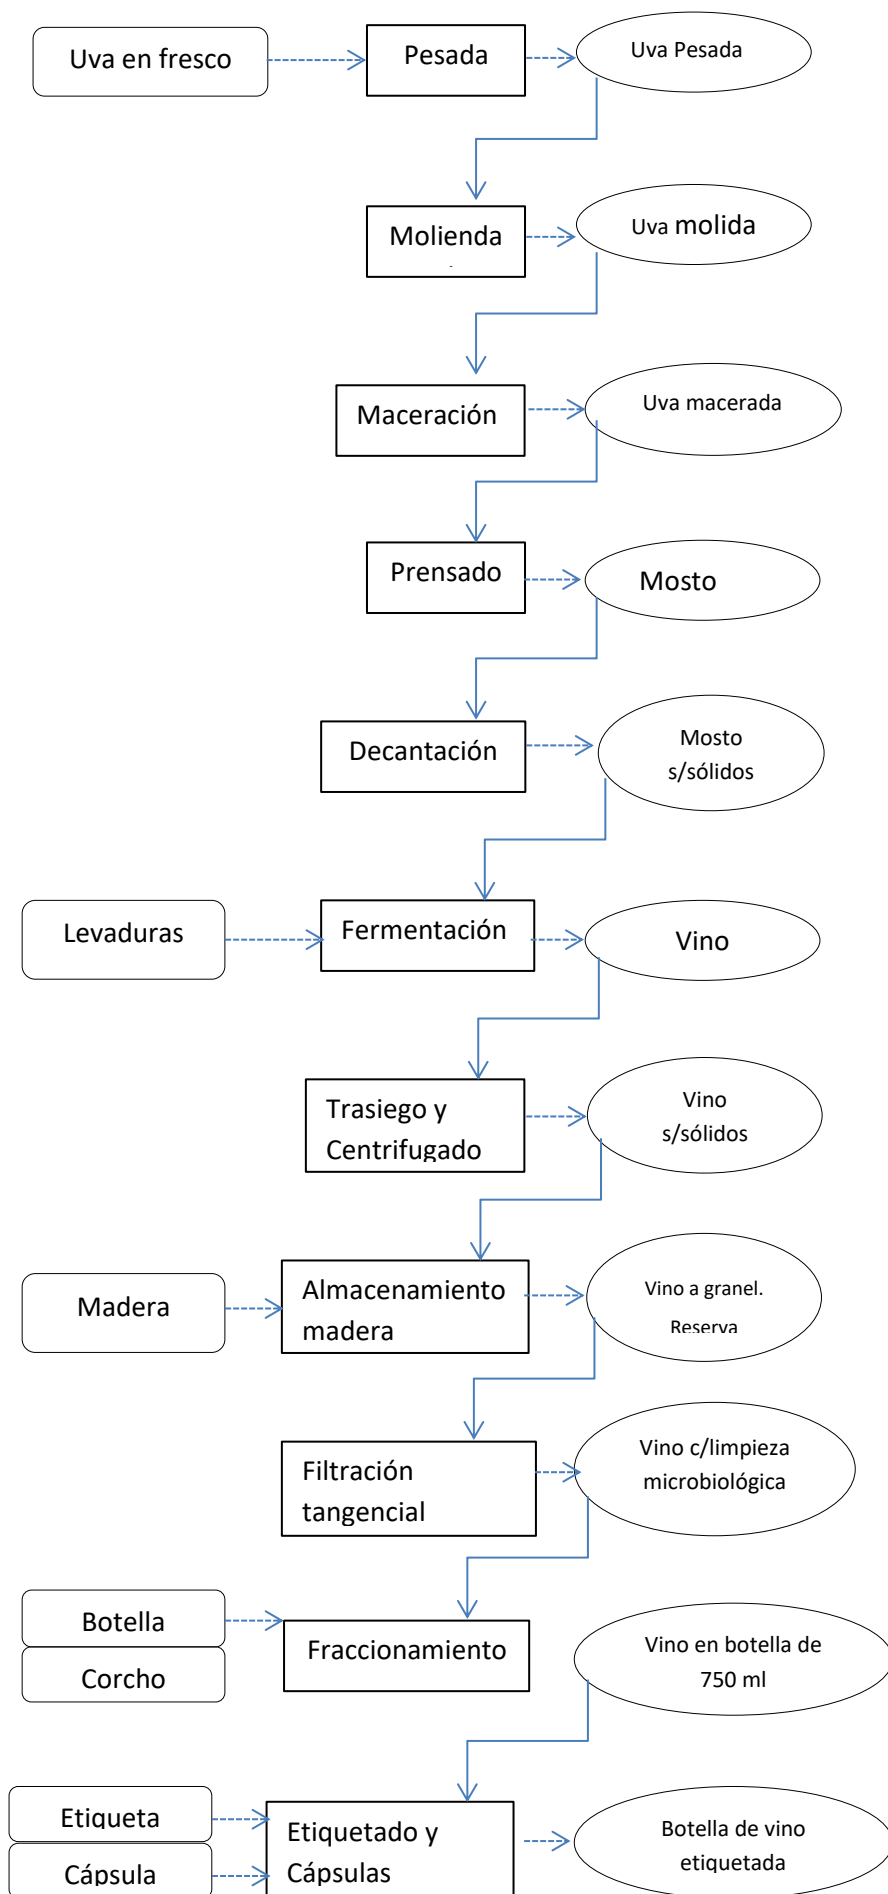 Uva en fresco
Pesada
Uva Pesada
Molienda
Uva molida
Maceración
Uva macerada
Prensado
Mosto
Decantación
Mosto
s/sólidos
Levaduras
Fermentación
Vino
Trasiego y
Centrifugado
Vino
s/sólidos
Madera
Almacenamiento
madera
Vino a granel.
Reserva
Filtración
tangencial
Vino c/limpieza
microbiológica
Botella
Corcho
Fraccionamiento
Vino en botella de
750 ml
Etiqueta
Cápsula
Etiquetado y
Cápsulas
Botella de vino
etiquetada